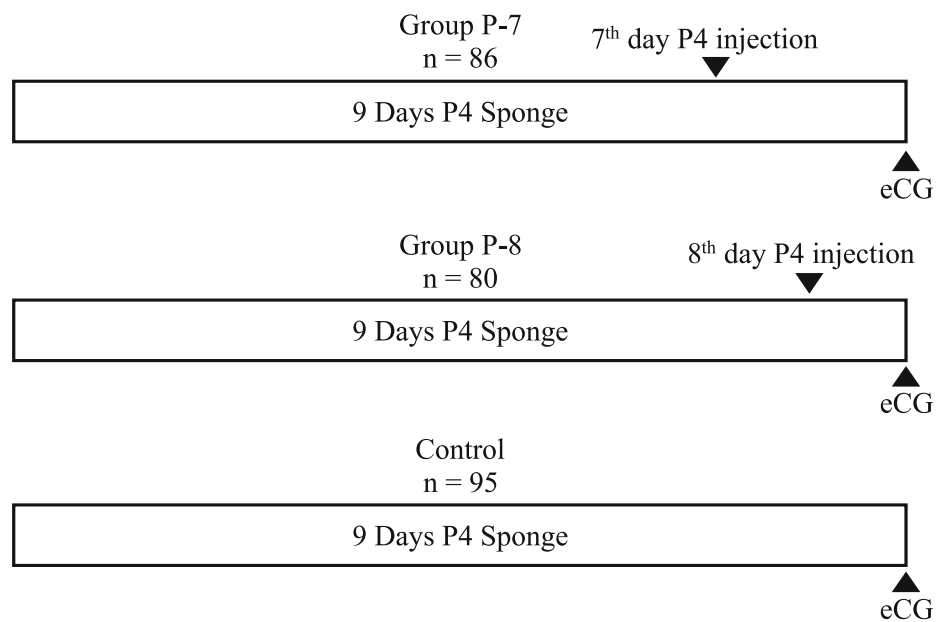 Group P-7
n = 86
7th day P4 injection
9 Days P4 Sponge
eCG
Group P-8
n = 80
8th day P4 injection
9 Days P4 Sponge
eCG
Control
n = 95
9 Days P4 Sponge
eCG